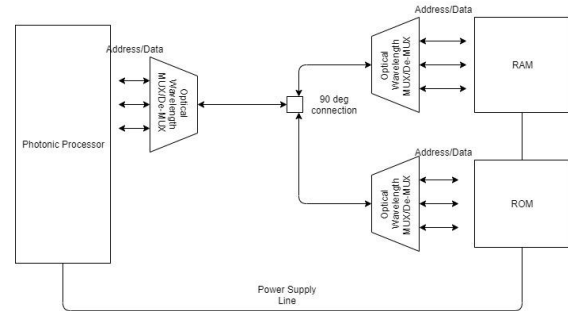 Address/Data
RAM
Optical
Wavelength
MUX/De-MUX
Address/Data
Optical
Wavelength
MUX/De-MUX
90 deg
connection
Photonic Processor
Address/Data
Optical
Wavelength
MUX/De-MUX
ROM
Power Supply
Line